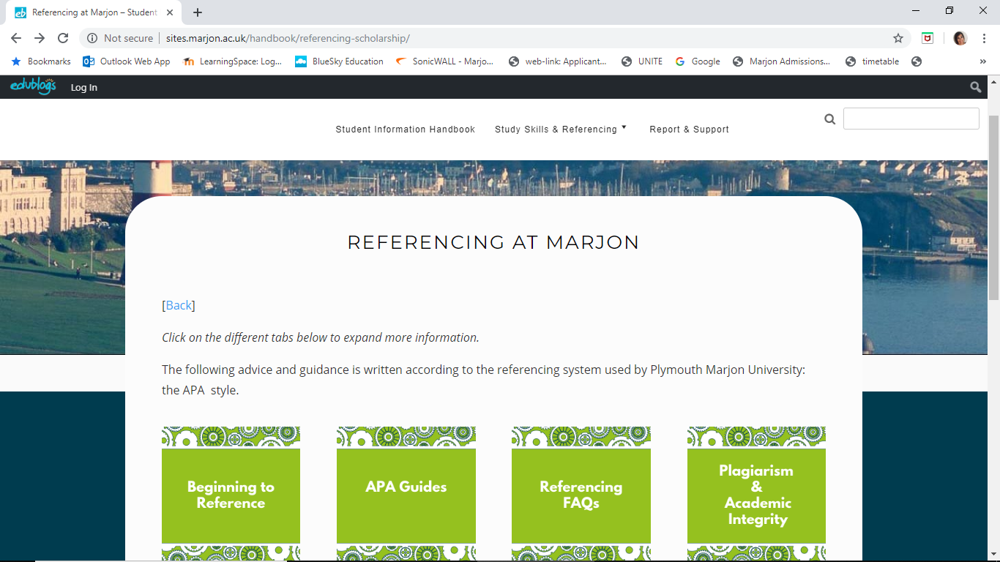 Referencing at Marjon – Student
Not secure | sites.marjon.ac.uk/handbook/referencing-scholarship/
Bookmarks Outlook Web App LearningSpace: Log... BlueSky Education SonicWALL - Marjo... web-link: Applicant... UNITE Google Marjon Admissions... timetable »
edublogs Log In
Student Information Handbook Study Skills & Referencing Report & Support
REFERENCING AT MARJON
[Back]
Click on the different tabs below to expand more information.
The following advice and guidance is written according to the referencing system used by Plymouth Marjon University:
the APA style.
Beginning to
Reference
APA Guides
Referencing
FAQs
Plagiarism
&
Academic
Integrity